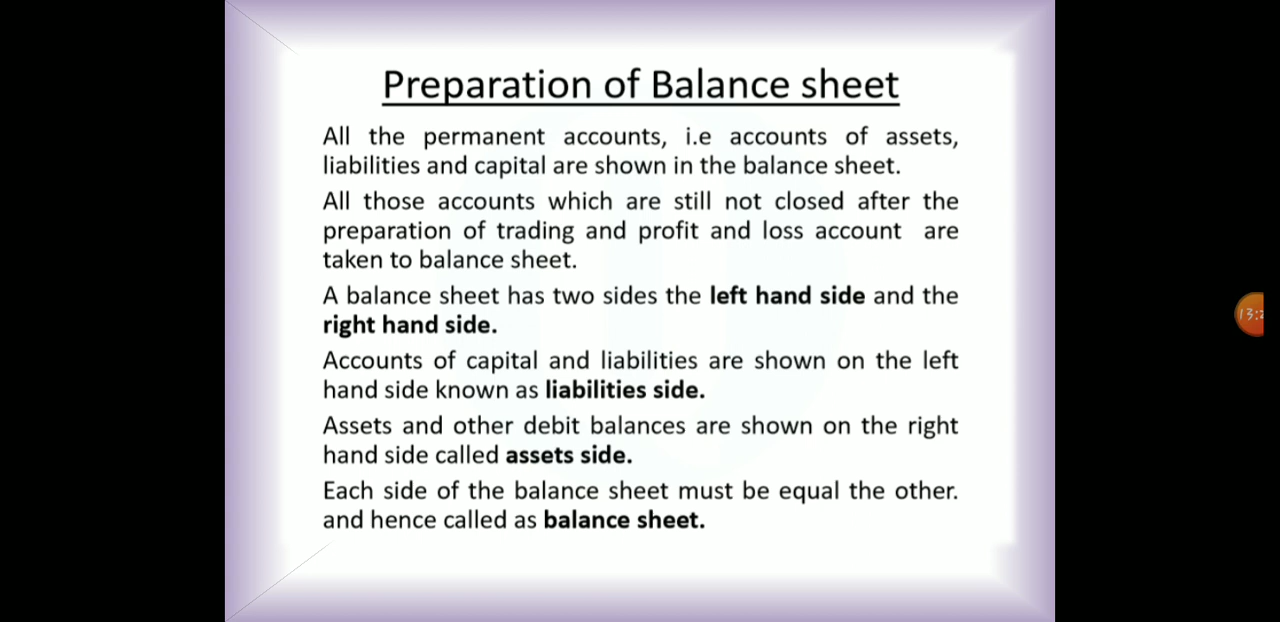 Preparation of Balance sheet
All the permanent accounts, i.e accounts of assets,
liabilities and capital are shown in the balance sheet.
All those accounts which are still not closed after the
preparation of trading and profit and loss account are
taken to balance sheet.
A balance sheet has two sides the left hand side and the
right hand side.
Accounts of capital and liabilities are shown on the left
hand side known as liabilities side.
Assets and other debit balances are shown on the right
hand side called assets side.
Each side of the balance sheet must be equal the other.
and hence called as balance sheet.